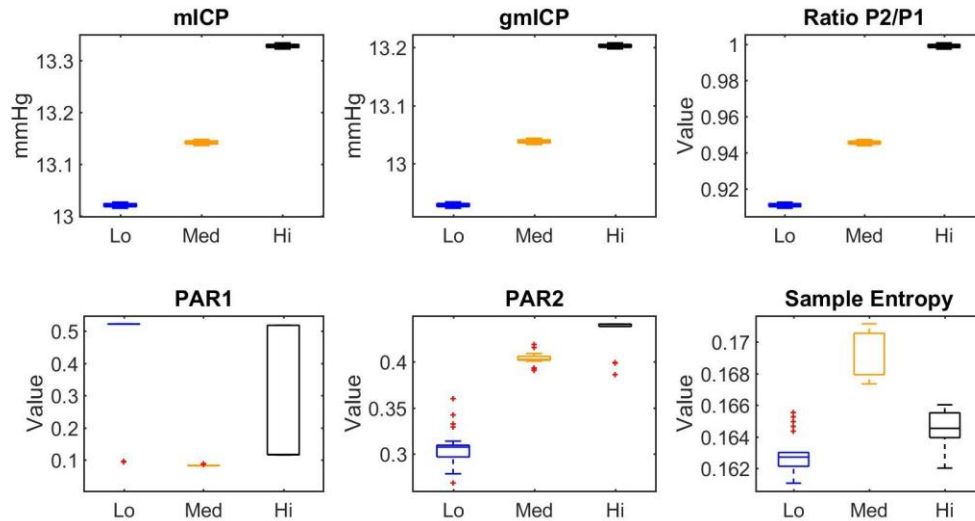 mICP
mmHg
13.3
13.2
13.1
13
Lo Med Hi
gmICP
mmHg
13.2
13.1
13
Lo Med Hi
Ratio P2/P1
Value
1
0.98
0.96
0.94
0.92
Lo Med Hi
PAR1
Value
0.5
0.4
0.3
0.2
0.1
Lo Med Hi
PAR2
Value
0.4
0.35
0.3
Lo Med Hi
Sample Entropy
Value
0.17
0.168
0.166
0.164
0.162
Lo Med Hi